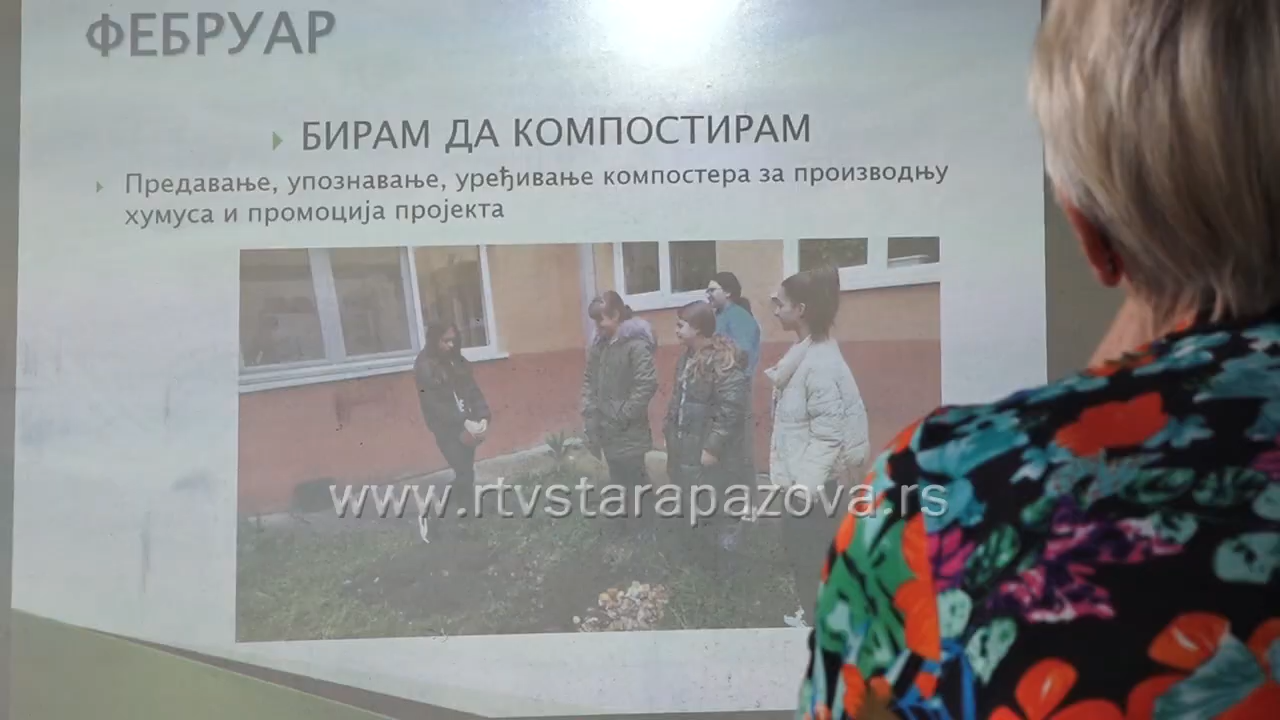 ФЕБРУАР
БИРАМ ДА КОМПОСТИРАМ
Предавање, упознавање, уређивање компостера за производњу
хумуса и промоција пројекта
www.rtvstarapazova.rs